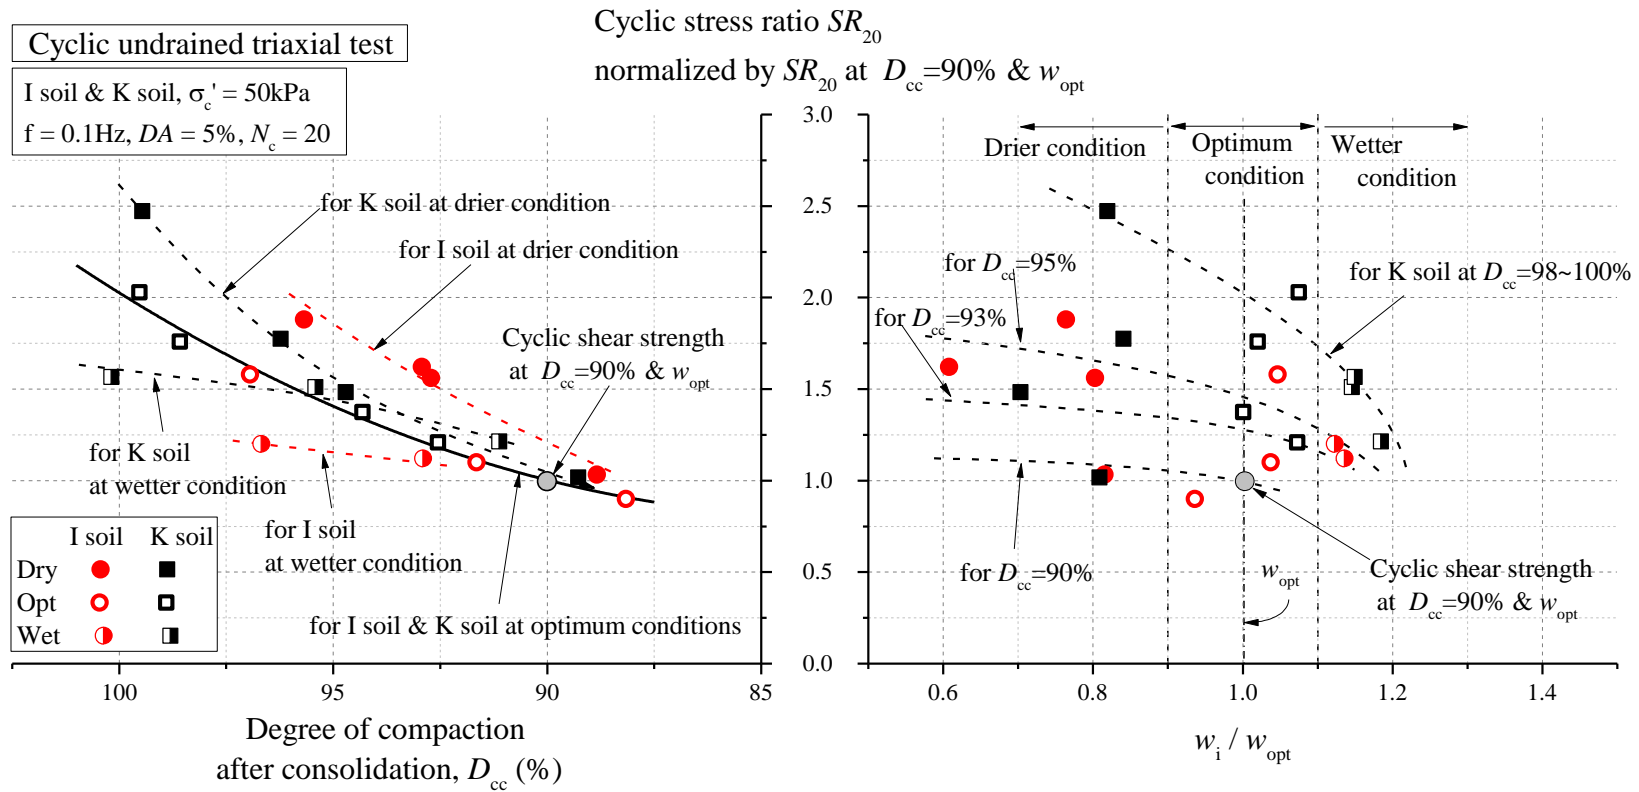 Cyclic undrained triaxial test
I soil & K soil, σc' = 50kPa
f = 0.1Hz, DA = 5%, Nc = 20
Cyclic stress ratio SR20
normalized by SR20 at Dcc=90% & wopt
for K soil at drier condition
for I soil at drier condition
Cyclic shear strength
at Dcc=90% & wopt
for K soil
at wetter condition
for I soil
at wetter condition
for I soil & K soil at optimum conditions
I soil K soil
Dry
Opt
Wet
100
95
90
85
Degree of compaction
after consolidation, Dcc (%)
3.0
2.5
2.0
1.5
1.0
0.5
0.0
Drier condition
Optimum
condition
Wetter
condition
for Dcc=95%
for Dcc=93%
for K soil at Dcc=98~100%
for Dcc=90%
wopt
Cyclic shear strength
at Dcc=90% & wopt
0.6
0.8
1.0
1.2
1.4
wi / wopt